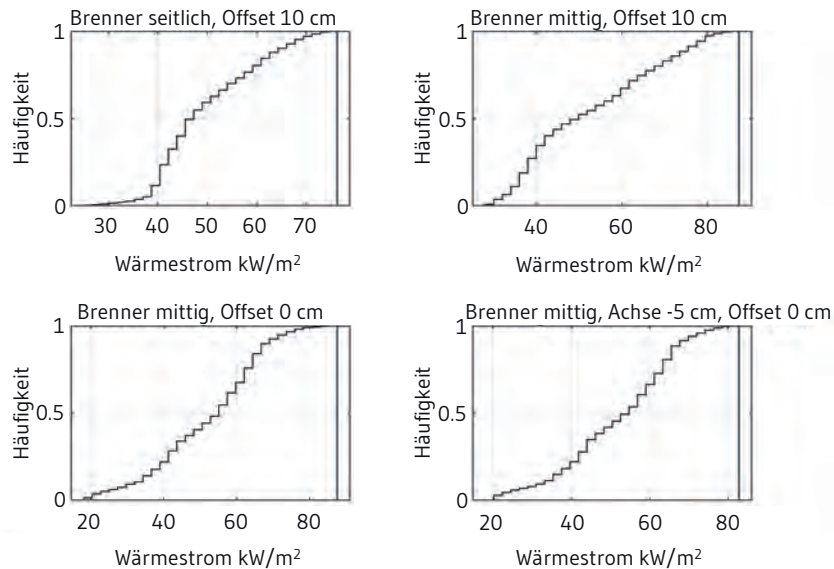 Brenner seitlich, Offset 10 cm
1
Häufigkeit
0.5
0
30 40 50 60 70
Wärmestrom kW/m²
Brenner mittig, Offset 10 cm
1
Häufigkeit
0.5
0
40 60 80
Wärmestrom kW/m²
Brenner mittig, Offset 0 cm
1
Häufigkeit
0.5
0
20 40 60 80
Wärmestrom kW/m²
Brenner mittig, Achse -5 cm, Offset 0 cm
1
Häufigkeit
0.5
0
20 40 60 80
Wärmestrom kW/m²